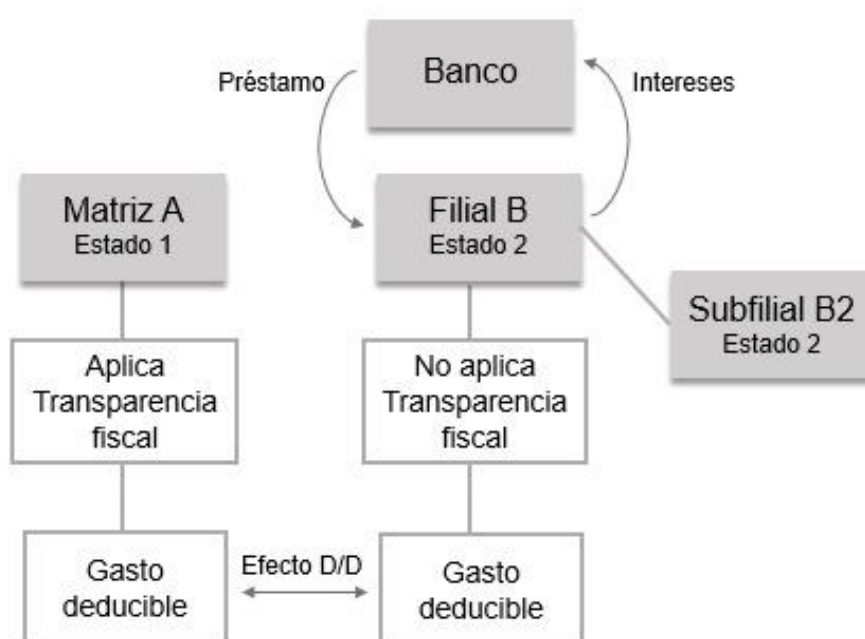 Banco
Préstamo
Intereses
Matriz A
Estado 1
Filial B
Estado 2
Subfilial B2
Estado 2
Aplica
Transparencia
fiscal
No aplica
Transparencia
fiscal
Gasto
deducible
Efecto D/D
Gasto
deducible